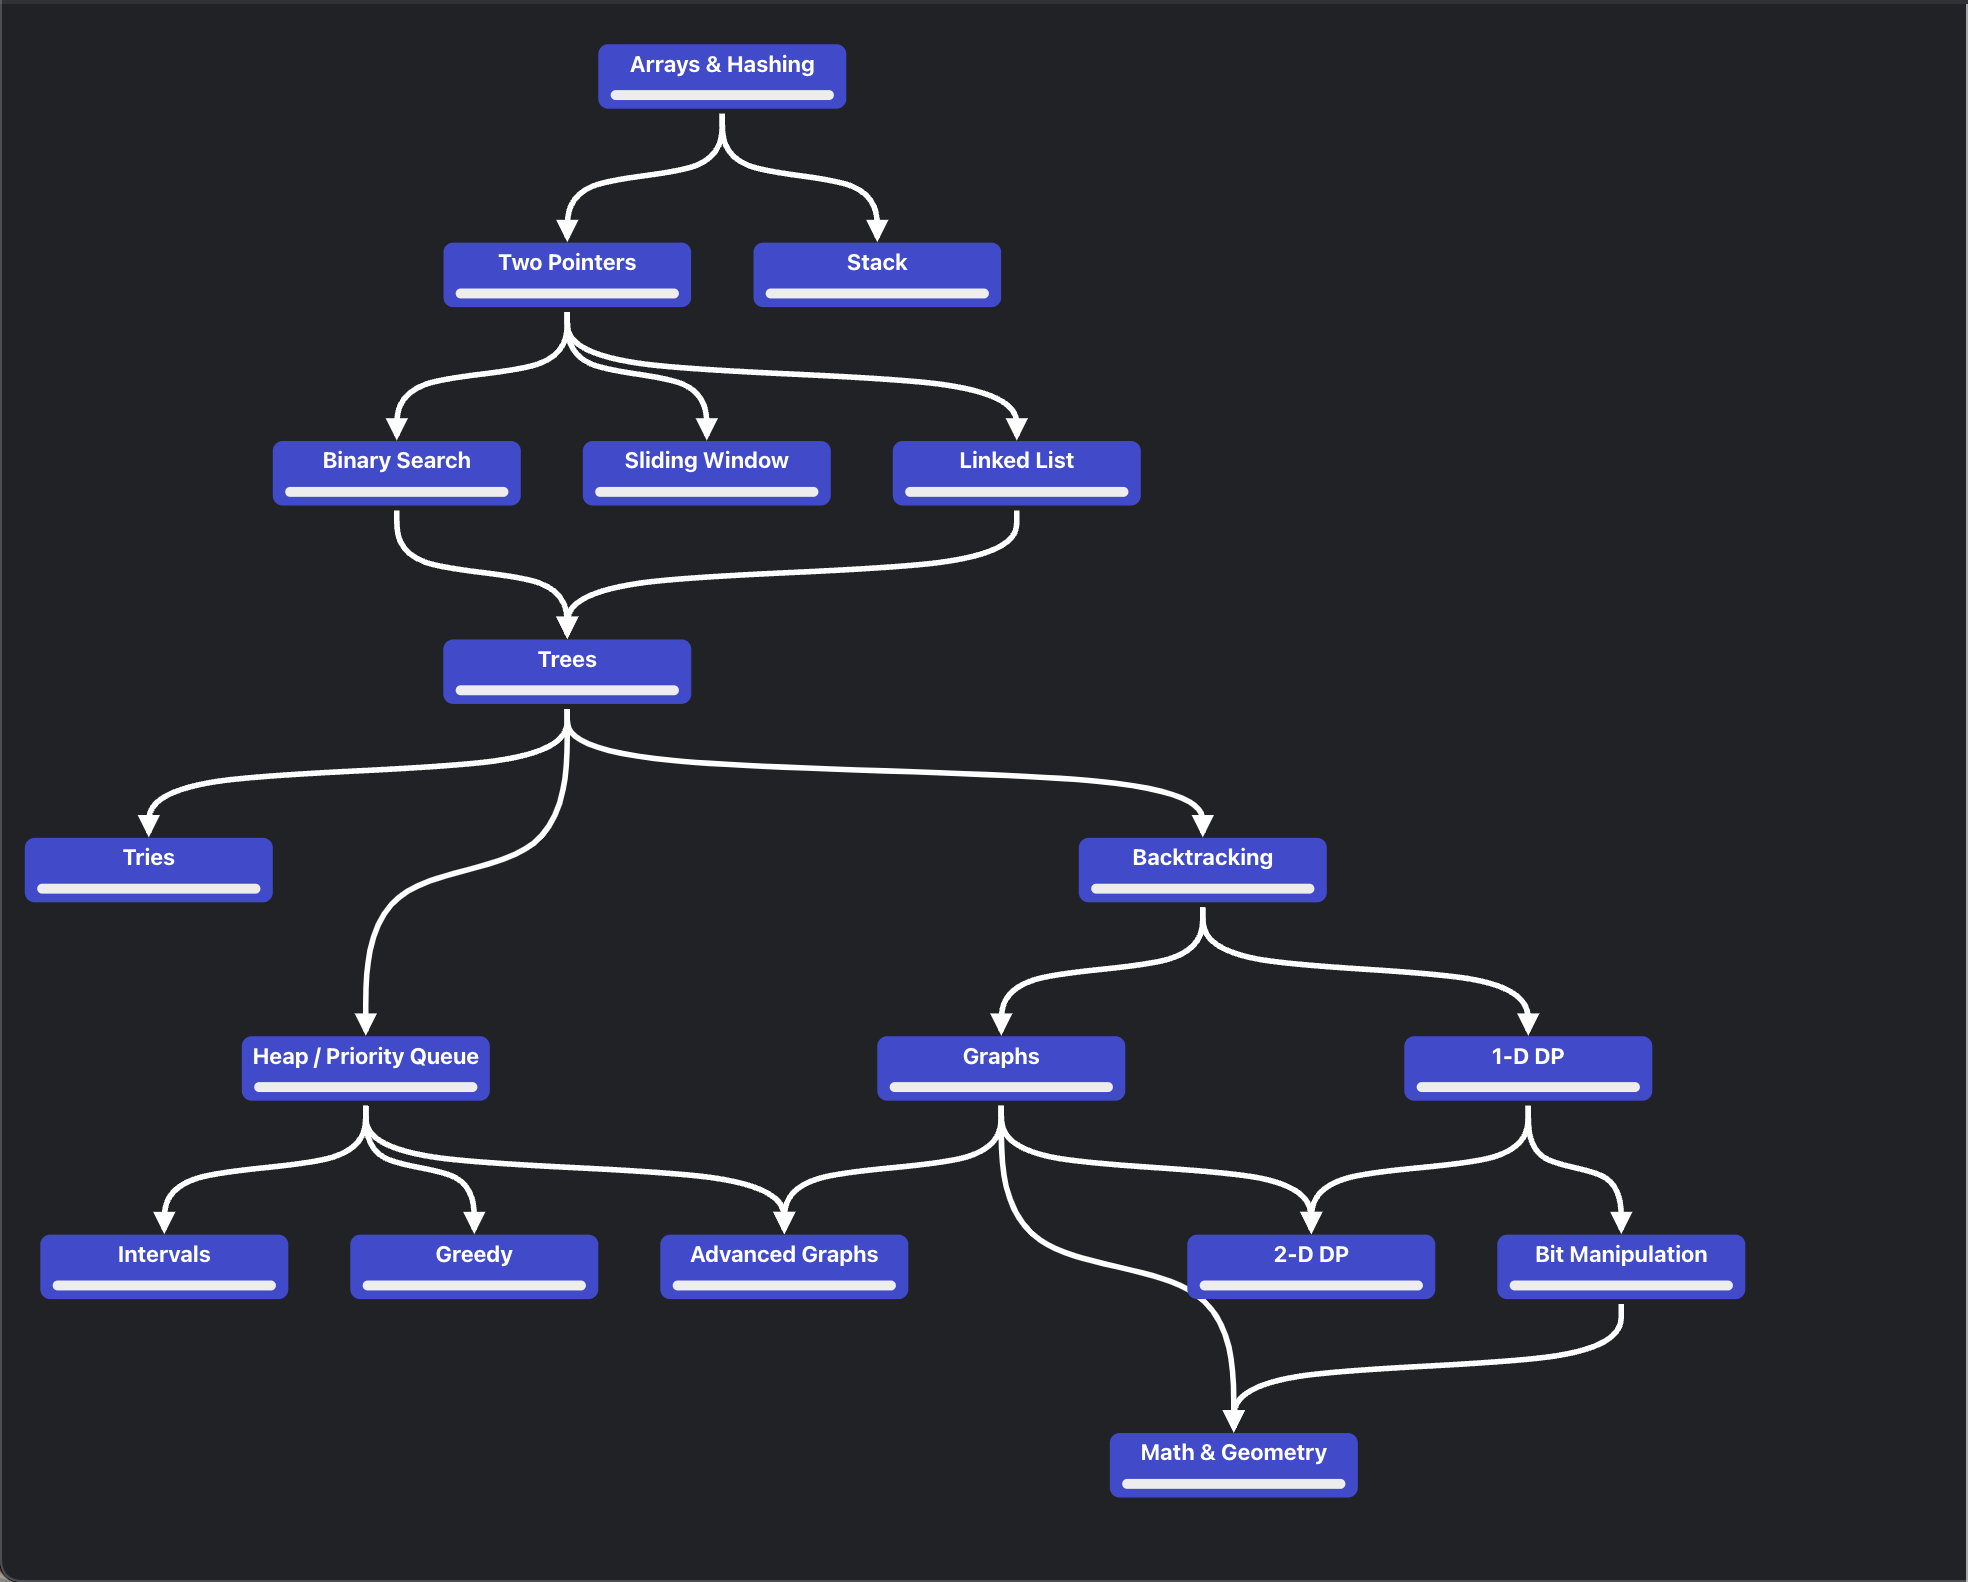 Arrays & Hashing
Two Pointers
Stack
Binary Search
Sliding Window
Linked List
Trees
Tries
Backtracking
Heap / Priority Queue
Graphs
1-D DP
Intervals
Greedy
Advanced Graphs
2-D DP
Bit Manipulation
Math & Geometry